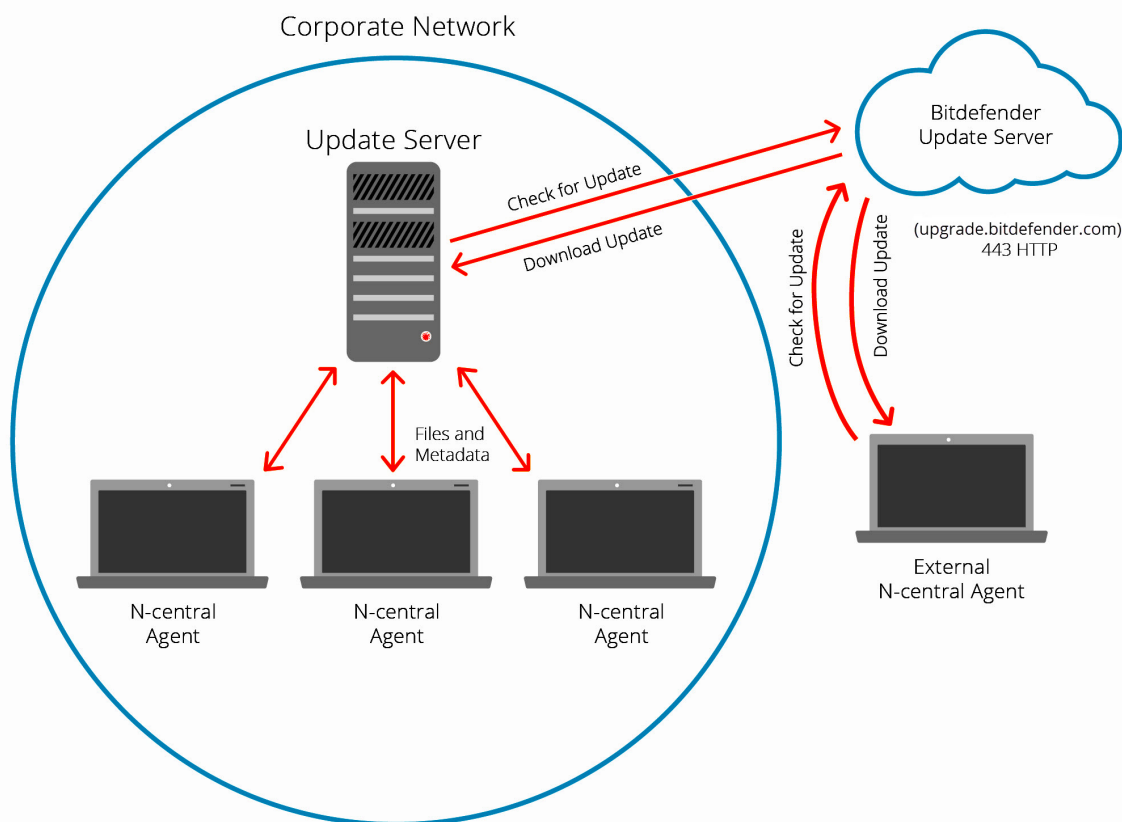 Corporate Network
Update Server
Bitdefender
Update Server
(upgrade.bitdefender.com)
443 HTTP
Check for Update
Download Update
Check for Update
Download Update
Files and
Metadata
N-central
Agent
N-central
Agent
N-central
Agent
External
N-central Agent